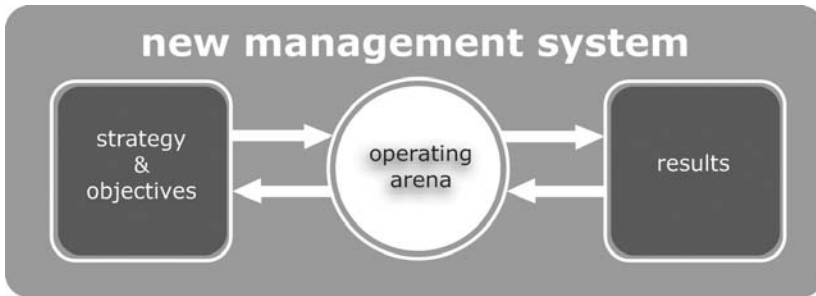 new management system
strategy
&
objectives
operating
arena
results